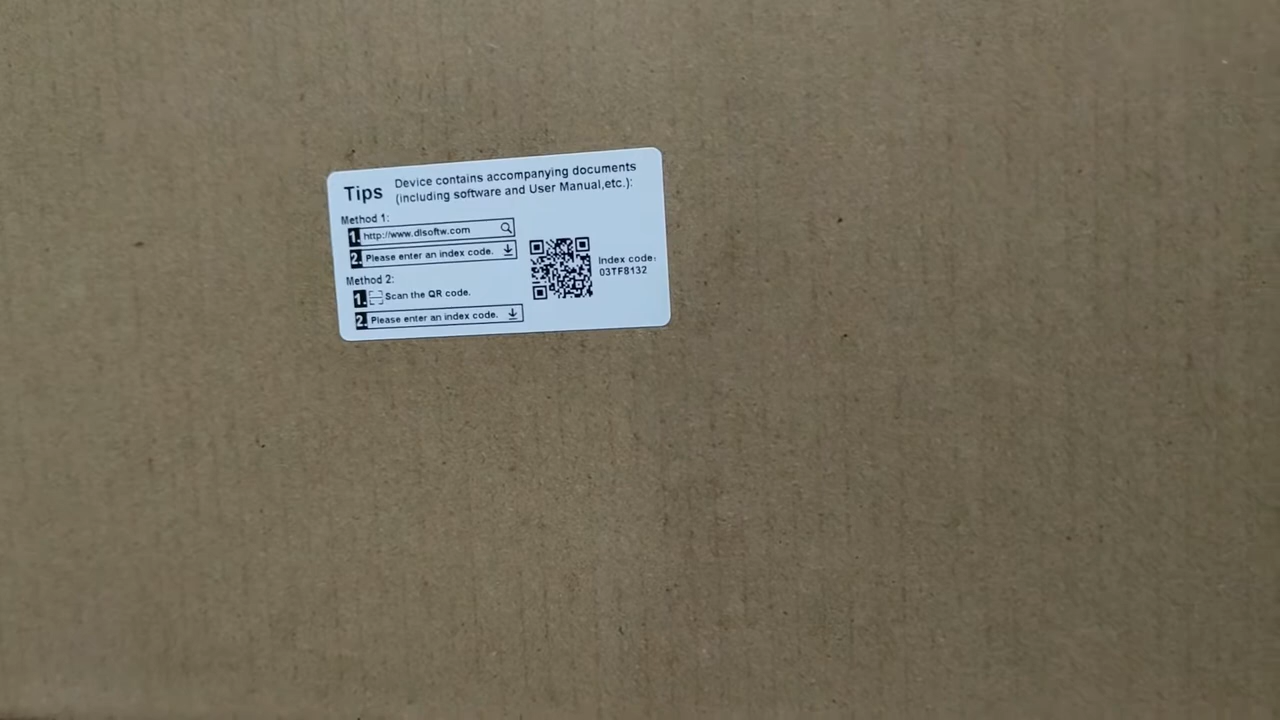 Tips
Device contains accompanying documents
(including software and User Manual,etc.):
Method 1:
1. http://www.dlsoftw.com
2. Please enter an index code.
Method 2:
1. Scan the QR code.
2. Please enter an index code.
Index code:
03TF8132